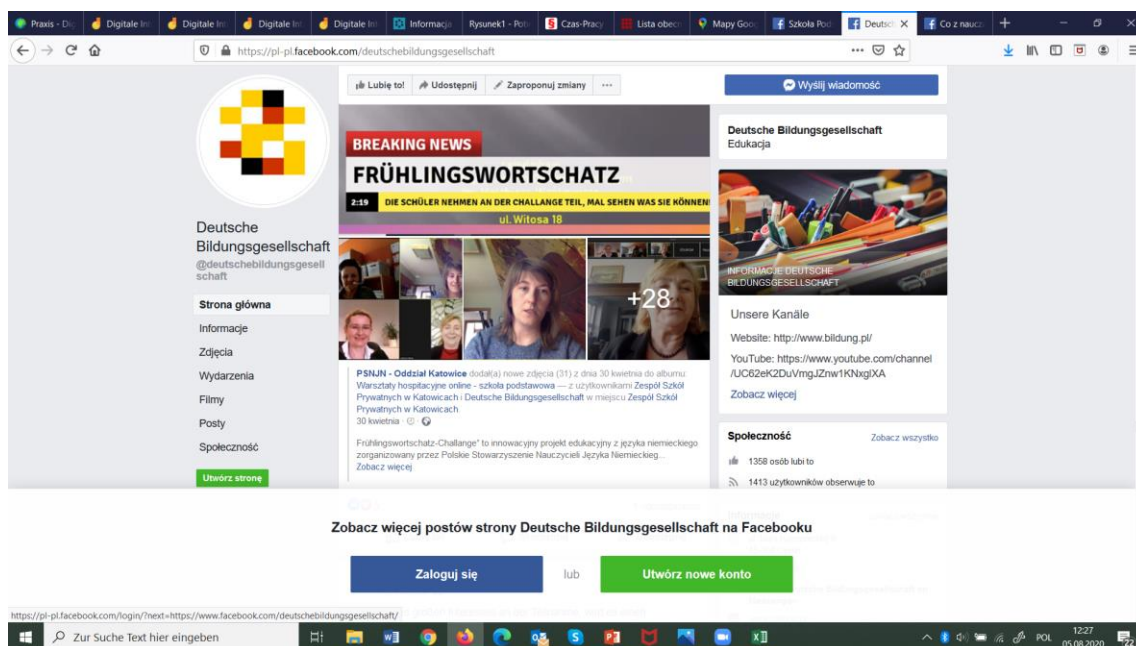 Praxis - Dig
Digitale In
Digitale In
Digitale In
Digitale In
Informacja
Rysunek1 - Pot
Czas-Pracy
Lista obec
Mapy Goog
Szkoła Pod
Deutsch
Co z naucz
https://pl-pl.facebook.com/deutschebildungsgesellschaft
Lubię to! Udostępnij Zaproponuj zmiany ...
Wyślij wiadomość
BREAKING NEWS
FRÜHLINGSWORTSCHATZ
2:19 DIE SCHÜLER NEHMEN AN DER CHALLANGE TEIL, MAL SEHEN WAS SIE KÖNNEN!
ul. Witosa 18
+28
Deutsche
Bildungsgesellschaft
@deutschebildungsgesell
schaft
Strona główna
Informacje
Zdjęcia
Wydarzenia
Filmy
Posty
Społeczność
Utwórz stronę
PSNJN - Oddział Katowice dodał(a) nowe zdjęcia (31) z dnia 30 kwietnia do albumu:
Warsztaty hospitacyjne online - szkoła podstawowa — z użytkownikami Zespół Szkół
Prywatnych w Katowicach i Deutsche Bildungsgesellschaft w miejscu Zespół Szkół
Prywatnych w Katowicach.
30 kwietnia
Frühlingswortschatz-Challange" to innowacyjny projekt edukacyjny z języka niemieckiego
zorganizowany przez Polskie Stowarzyszenie Nauczycieli Języka Niemieckieg...
Zobacz więcej
Deutsche Bildungsgesellschaft
Edukacja
INFORMACJE DEUTSCHE
BILDUNGSGESELLSCHAFT
Unsere Kanäle
Website: http://www.bildung.pl/
YouTube: https://www.youtube.com/channel
/UC62eK2DuVmgJZnw1KNxglXA
Zobacz więcej
Społeczność Zobacz wszystko
1358 osób lubi to
1413 użytkowników obserwuje to
Zobacz więcej postów strony Deutsche Bildungsgesellschaft na Facebooku
Zaloguj się lub Utwórz nowe konto
https://pl-pl.facebook.com/login/?next=https://www.facebook.com/deutschebildungsgesellschaft/
Zur Suche Text hier eingeben
POL
12:27
05.08.2020
22